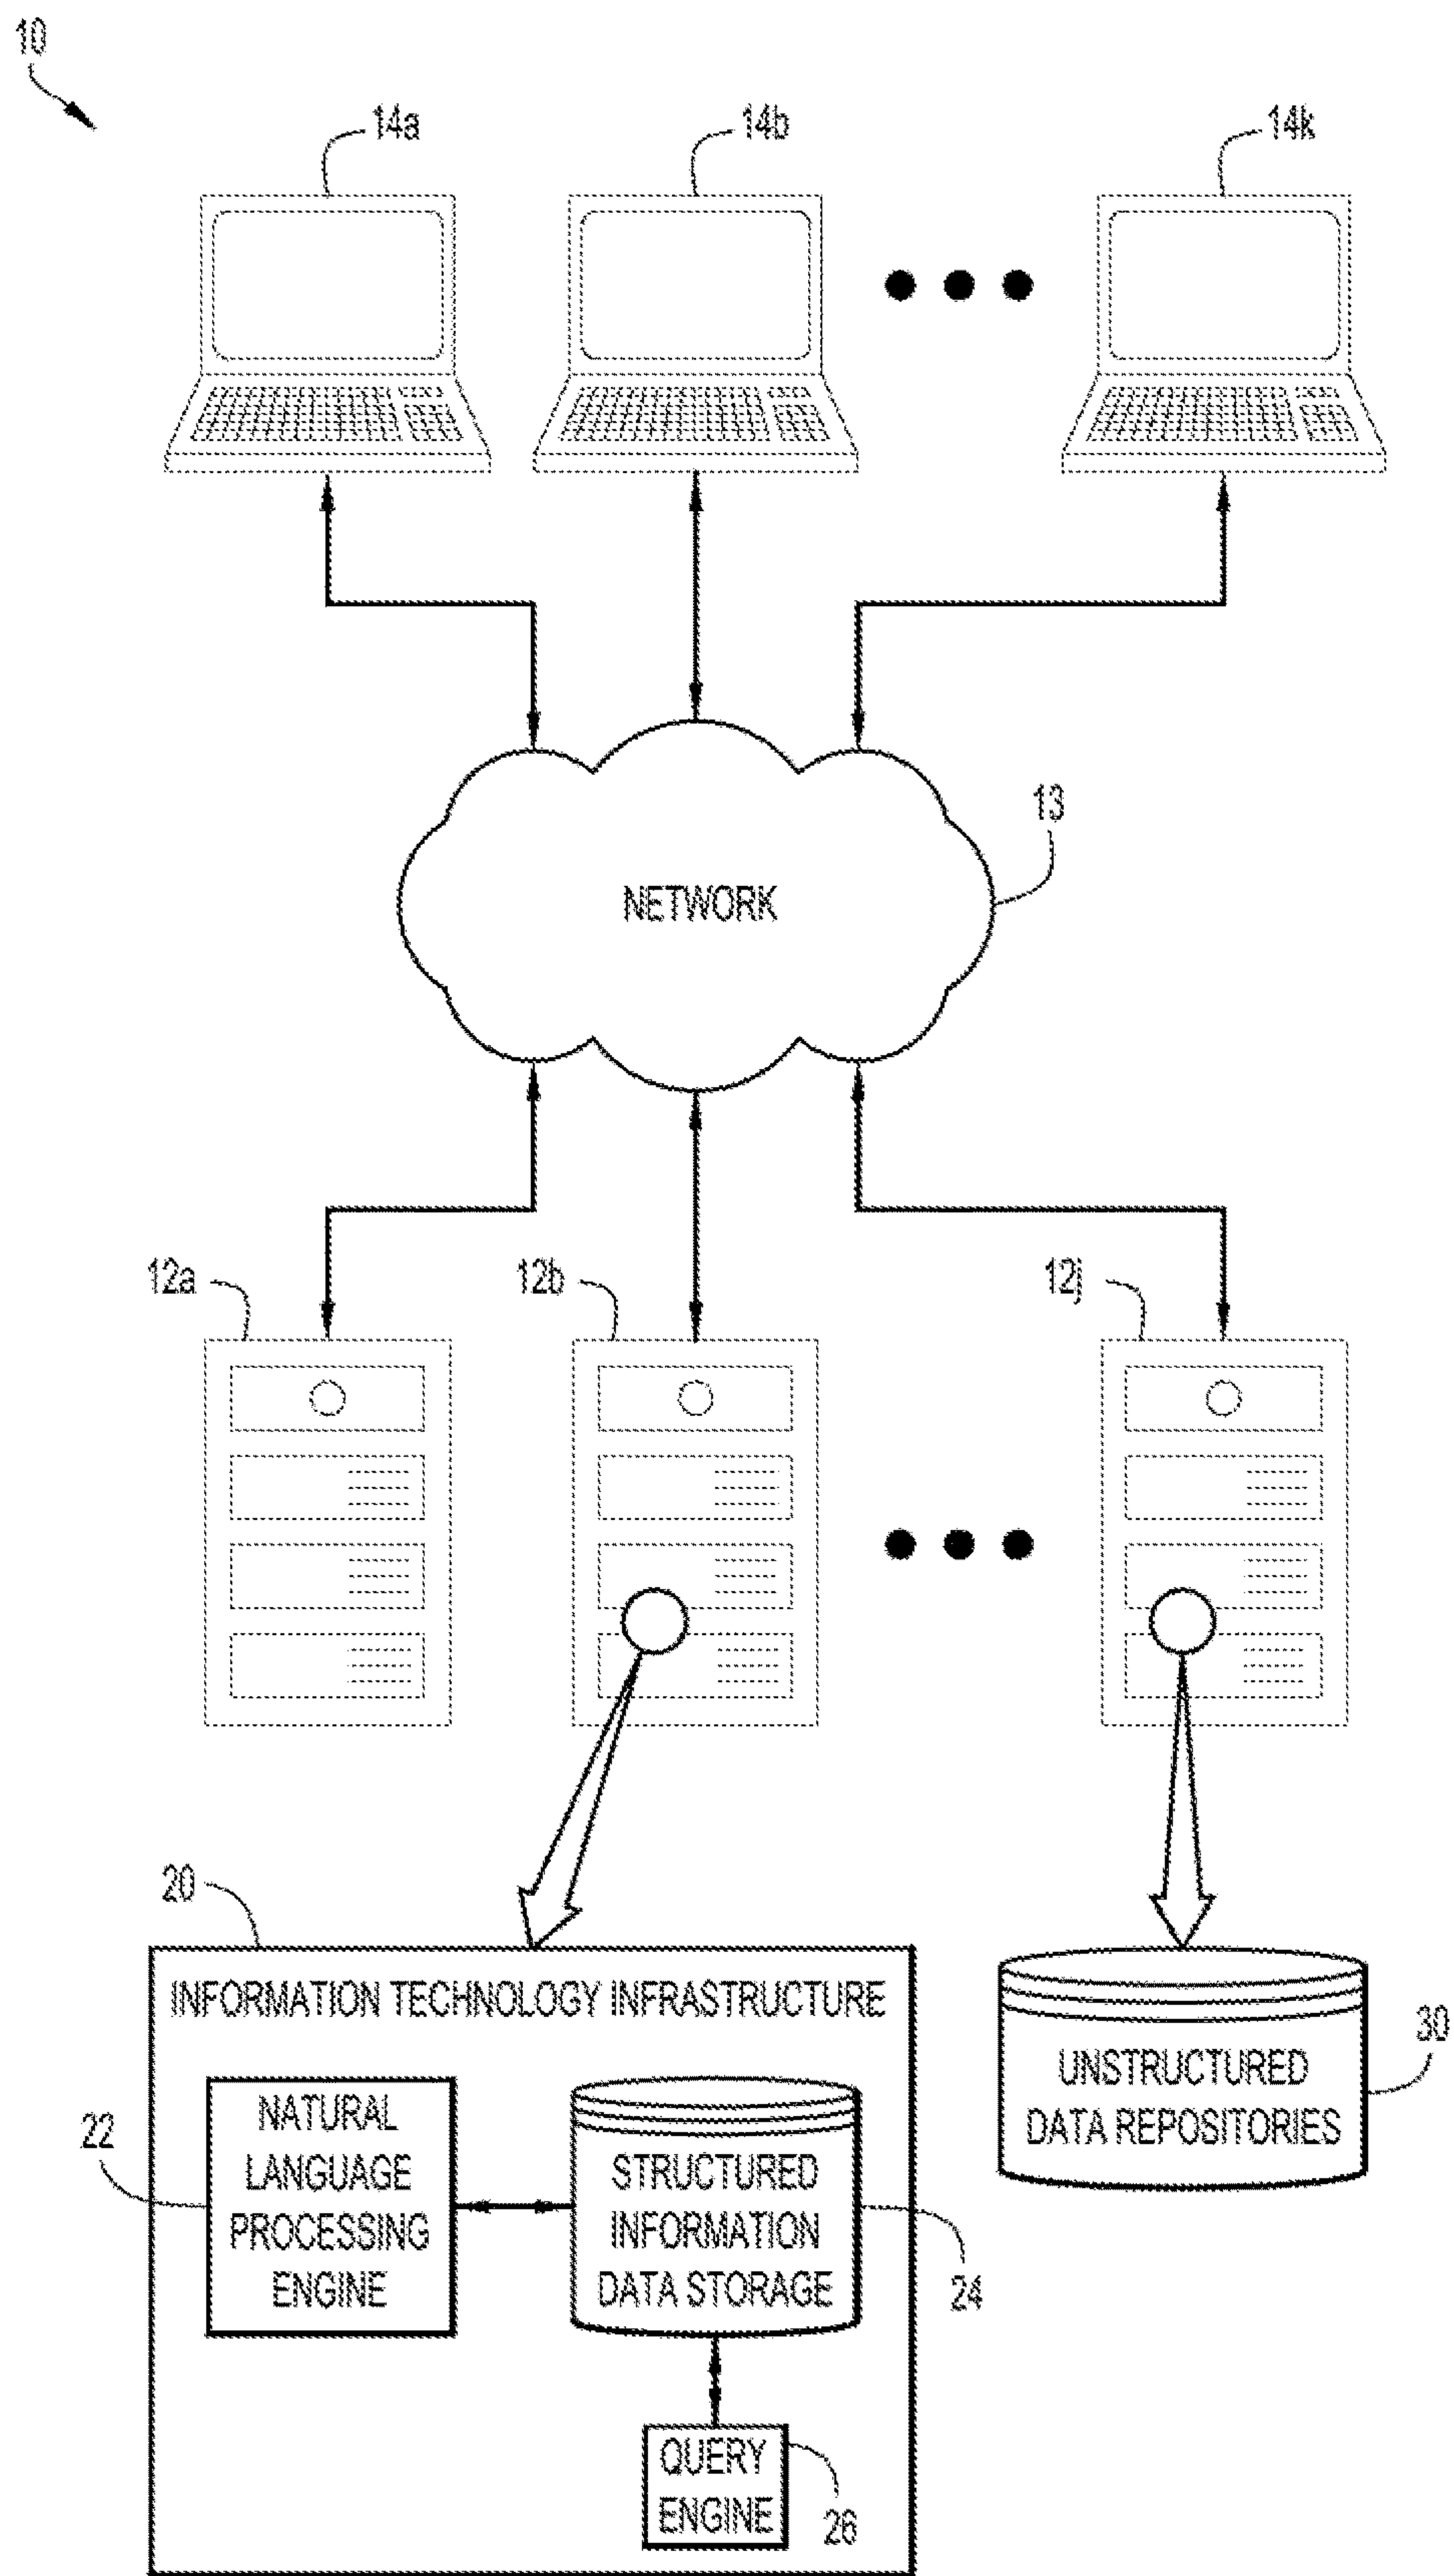 10
14a
14b
14k
NETWORK
13
12a
12b
12j
20
INFORMATION TECHNOLOGY INFRASTRUCTURE
22
NATURAL
LANGUAGE
PROCESSING
ENGINE
STRUCTURED
INFORMATION
DATA STORAGE
24
QUERY
ENGINE
26
UNSTRUCTURED
DATA REPOSITORIES
30